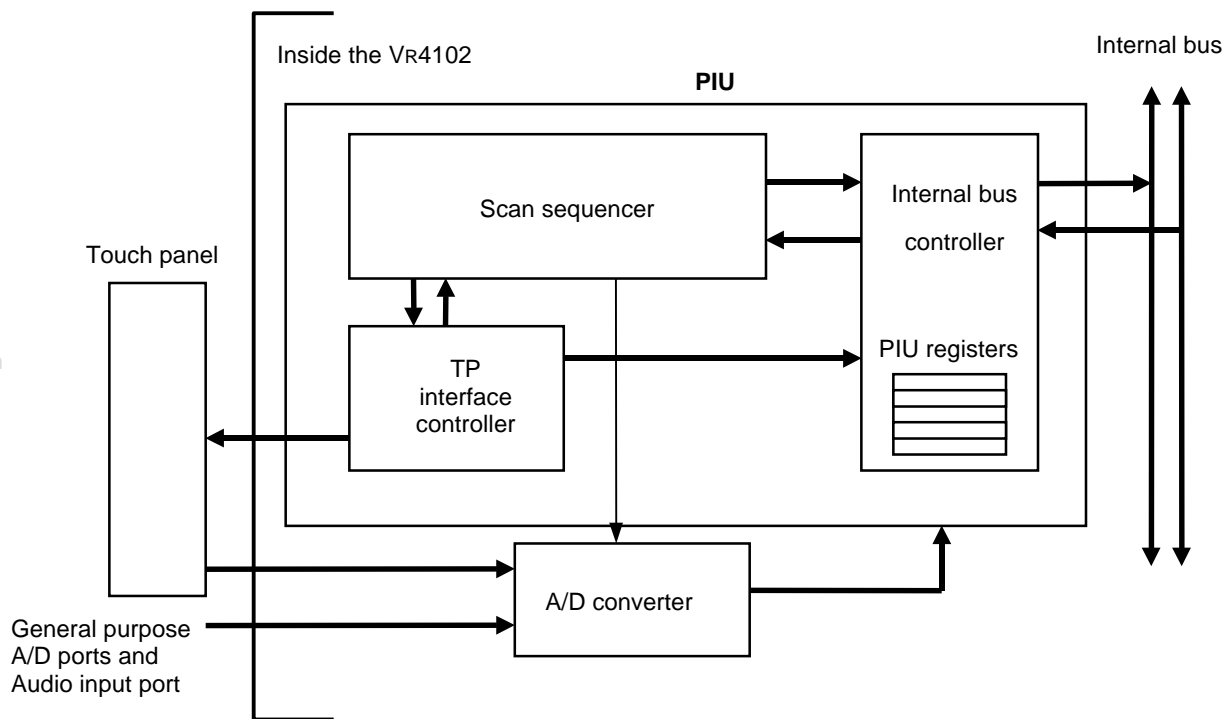 Inside the VR4102
Internal bus
PIU
Scan sequencer
Internal bus
controller
Touch panel
TP
interface
controller
PIU registers
A/D converter
General purpose
A/D ports and
Audio input port